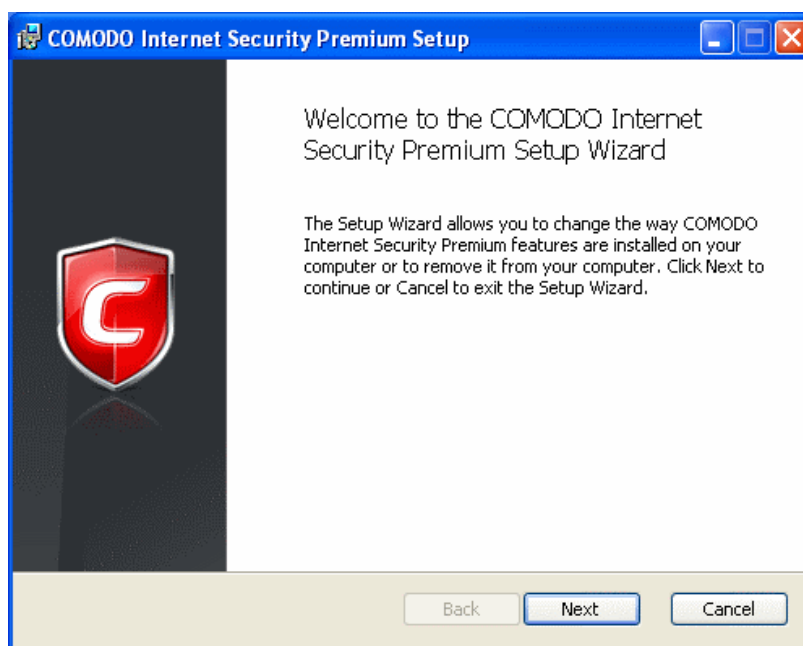 COMODO Internet Security Premium Setup
Welcome to the COMODO Internet
Security Premium Setup Wizard
The Setup Wizard allows you to change the way COMODO
Internet Security Premium features are installed on your
computer or to remove it from your computer. Click Next to
continue or Cancel to exit the Setup Wizard.
C
Back
Next
Cancel